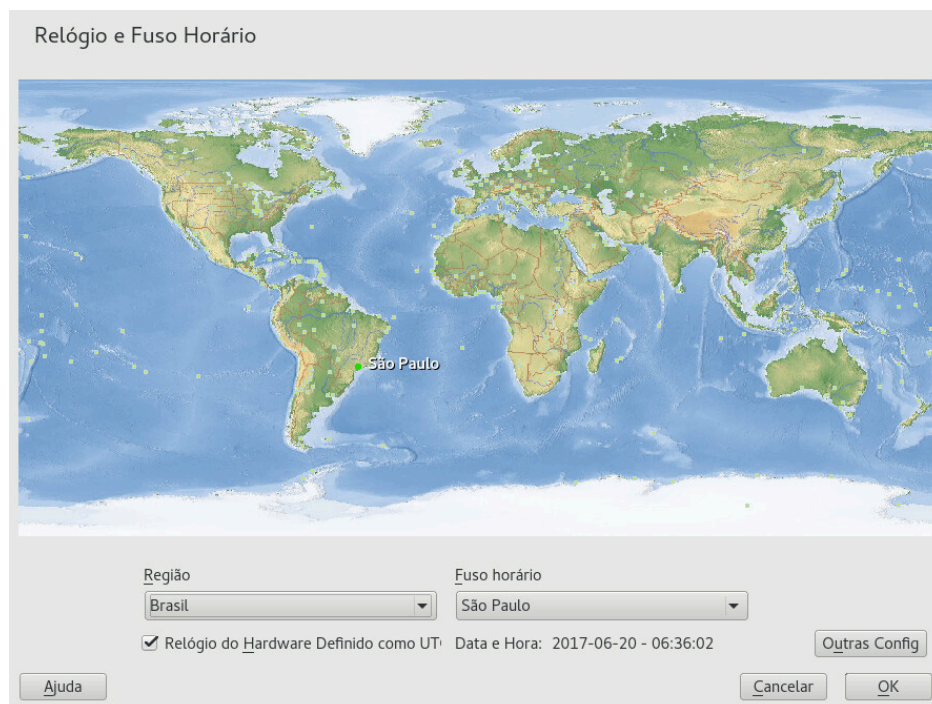 Relógio e Fuso Horário
São Paulo
Região
Fuso horário
Brasil
São Paulo
Relógio do Hardware Definido como UT
Data e Hora: 2017-06-20 - 06:36:02
Outras Config
Ajuda
Cancelar
OK